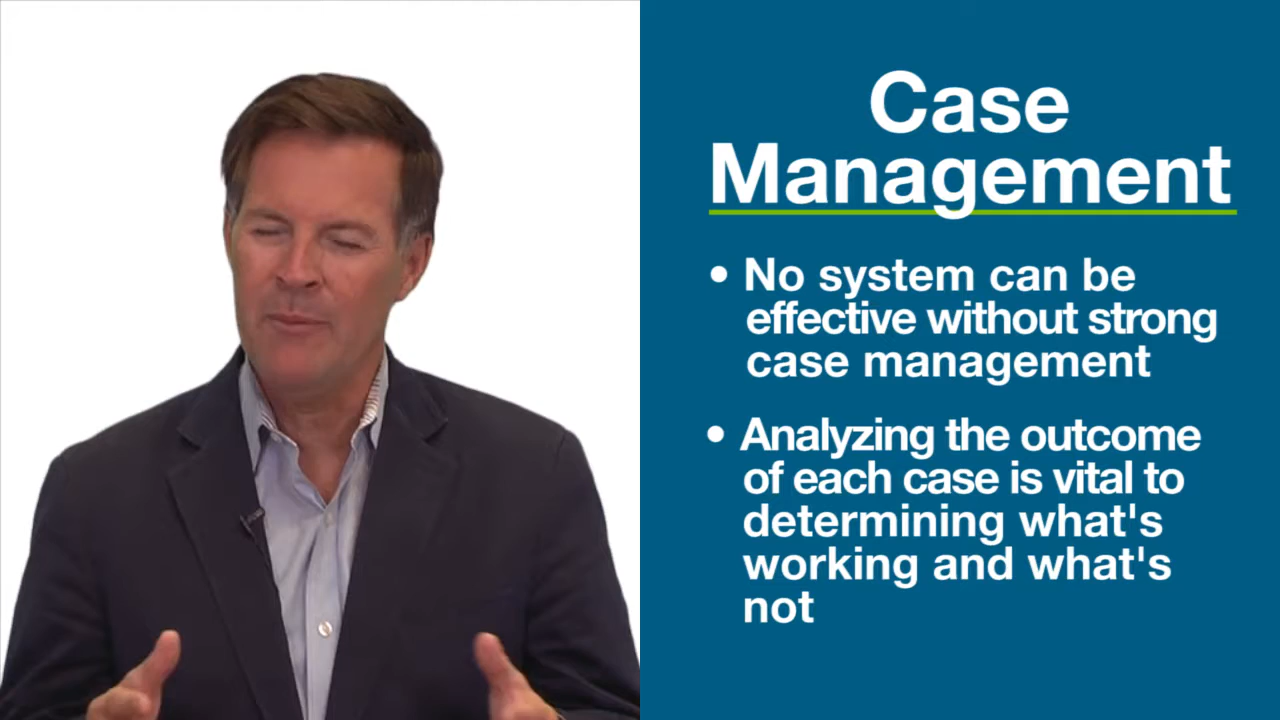 Case
Management
• No system can be
effective without strong
case management
• Analyzing the outcome
of each case is vital to
determining what's
working and what's
not